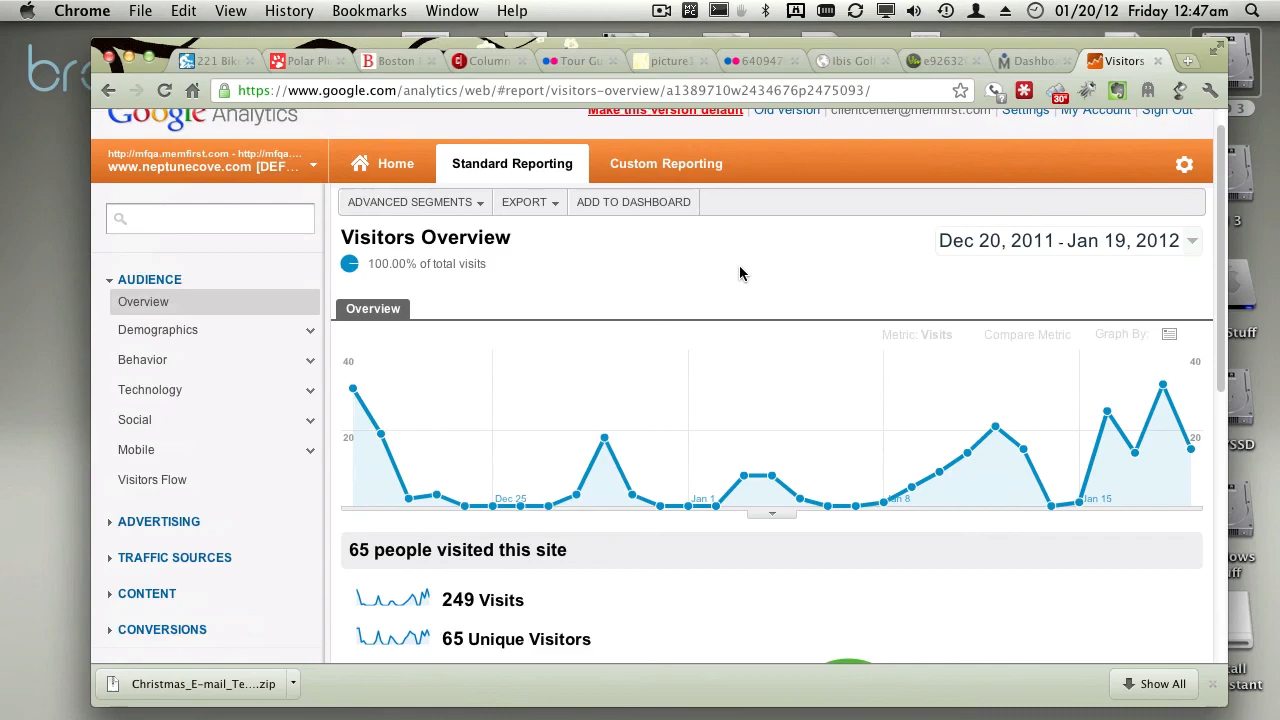 Chrome File Edit View History Bookmarks Window Help 01/20/12 Friday 12:47am
221 Bik Polar Pl Boston Column Tour Gu picture 640947 Ibis Golf e92632 Dashbo Visitors
https://www.google.com/analytics/web/#report/visitors-overview/a1389710w2434676p2475093/
Google Analytics Make this version default Old version clientcenter@memfirst.com Settings My Account Sign Out
http://mfqa.memfirst.com - http://mfqa....
www.neptunecove.com [DEF... Home Standard Reporting Custom Reporting
ADVANCED SEGMENTS EXPORT ADD TO DASHBOARD
Visitors Overview Dec 20, 2011 - Jan 19, 2012
100.00% of total visits
AUDIENCE
Overview
Demographics
Behavior
Technology
Social
Mobile
Visitors Flow
ADVERTISING
TRAFFIC SOURCES
CONTENT
CONVERSIONS
Overview
Metric: Visits Compare Metric Graph By:
40 40
20 20
Dec 25 Jan 1 Jan 8 Jan 15
65 people visited this site
249 Visits
65 Unique Visitors
Christmas_E-mail_Te....zip Show All